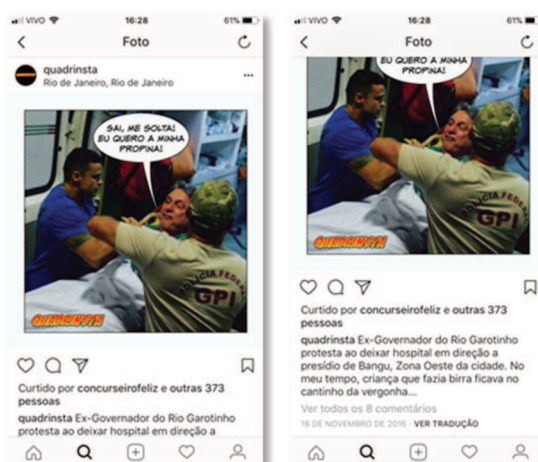 VIVO 16:28 61%
Foto
quadrinsta
Rio de Janeiro, Rio de Janeiro
SAI, ME SOLTA!
EU QUERO A MINHA
PROPINA!
POLÍCIA FEDERAL
GPI
QUADRINSTA
Curtido por concurseirofeliz e outras 373
pessoas
quadrinsta Ex-Governador do Rio Garotinho
protesta ao deixar hospital em direção a
VIVO 16:28 61%
Foto
EU QUERO A MINHA
PROPINA!
POLÍCIA FEDERAL
GPI
QUADRINSTA
Curtido por concurseirofeliz e outras 373
pessoas
quadrinsta Ex-Governador do Rio Garotinho
protesta ao deixar hospital em direção a
presídio de Bangu, Zona Oeste da cidade. No
meu tempo, criança que fazia birra ficava no
cantinho da vergonha...
Ver todos os 8 comentários
18 DE NOVEMBRO DE 2016 · VER TRADUÇÃO